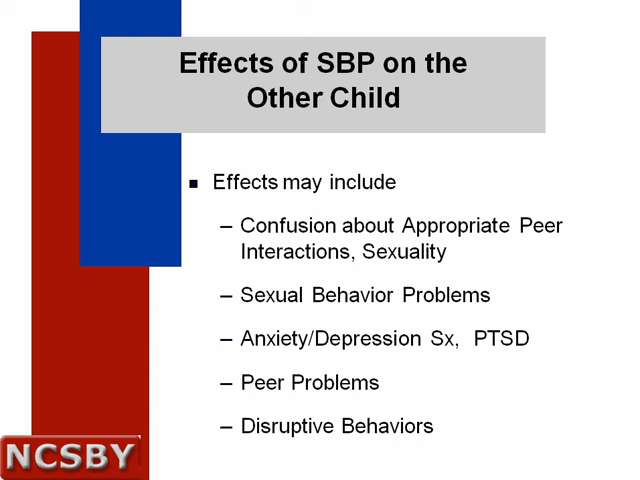 Effects of SBP on the
Other Child
■ Effects may include
– Confusion about Appropriate Peer
Interactions, Sexuality
– Sexual Behavior Problems
– Anxiety/Depression Sx, PTSD
– Peer Problems
– Disruptive Behaviors
NCSBY